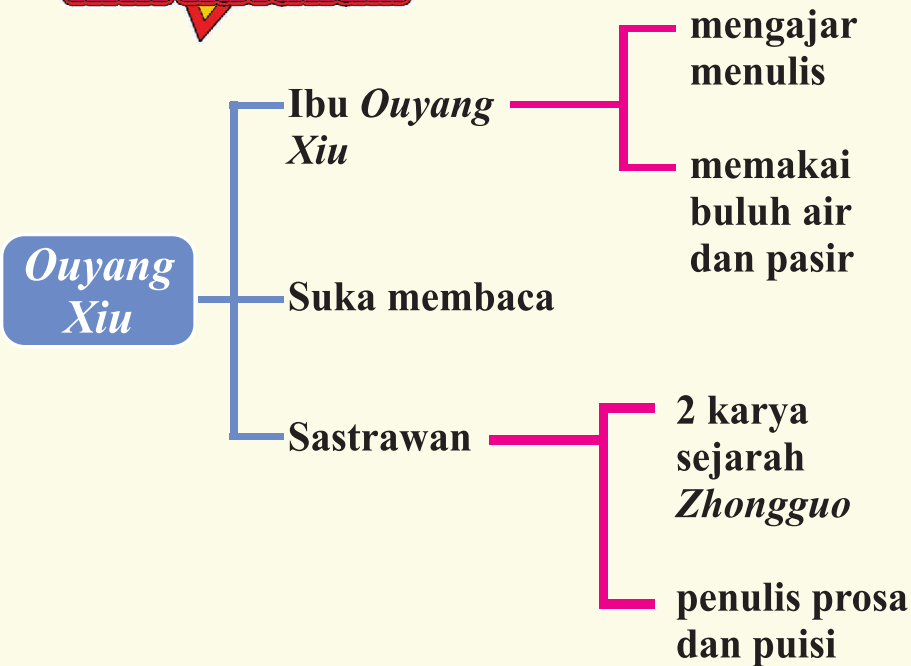 Ouyang
Xiu
Ibu Ouyang
Xiu
mengajar
menulis
memakai
buluh air
dan pasir
Suka membaca
Sastrawan
2 karya
sejarah
Zhongguo
penulis prosa
dan puisi